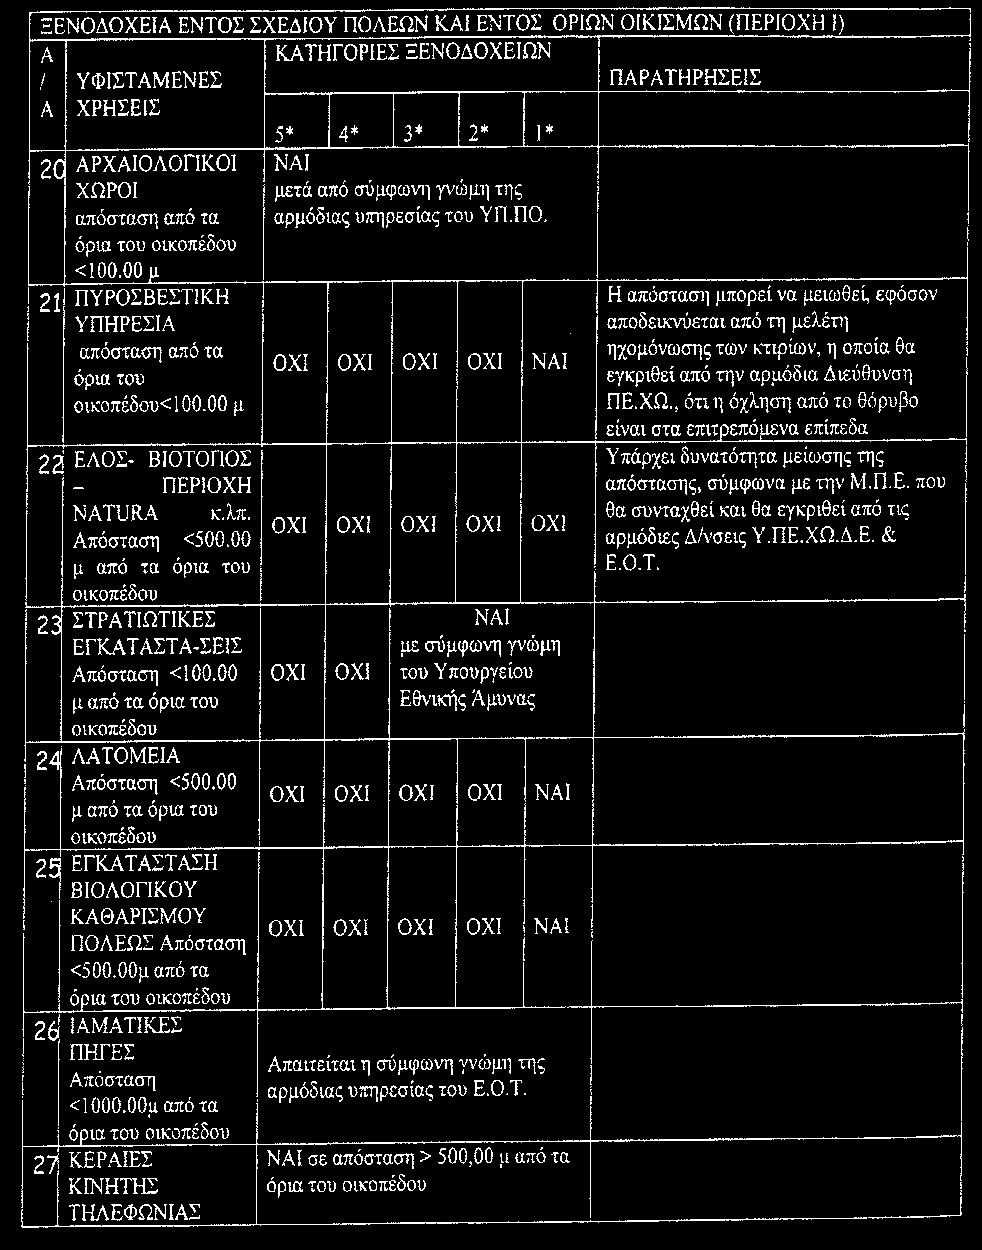 ΞΕΝΟΔΟΧΕΙΑ ΕΝΤΟΣ ΣΧΕΔΙΟΥ ΠΟΛΕΩΝ ΚΑΙ ΕΝΤΟΣ ΟΡΙΩΝ ΟΙΚΙΣΜΩΝ (ΠΕΡΙΟΧΗ Ι)
Α
/
Α
ΥΦΙΣΤΑΜΕΝΕΣ
ΧΡΗΣΕΙΣ
ΚΑΤΗΓΟΡΙΕΣ ΞΕΝΟΔΟΧΕΙΩΝ
ΠΑΡΑΤΗΡΗΣΕΙΣ
5* 4* 3* 2* 1*
20 ΑΡΧΑΙΟΛΟΓΙΚΟΙ
ΧΩΡΟΙ
απόσταση από τα
όρια του οικοπέδου
<100.00 μ
ΝΑΙ
μετά από σύμφωνη γνώμη της
αρμόδιας υπηρεσίας του ΥΠ.ΠΟ.
21 ΠΥΡΟΣΒΕΣΤΙΚΗ
ΥΠΗΡΕΣΙΑ
απόσταση από τα
όρια του
οικοπέδου<100.00 μ
ΟΧΙ ΟΧΙ ΟΧΙ ΟΧΙ ΝΑΙ
Η απόσταση μπορεί να μειωθεί, εφόσον
αποδεικνύεται από τη μελέτη
ηχομόνωσης των κτιρίων, η οποία θα
εγκριθεί από την αρμόδια Διεύθυνση
ΠΕ.ΧΩ., ότι η όχληση από το θόρυβο
είναι στα επιτρεπόμενα επίπεδα
22 ΕΛΟΣ- ΒΙΟΤΟΠΟΣ
– ΠΕΡΙΟΧΗ
NATURA κ.λπ.
Απόσταση <500.00
μ από τα όρια του
οικοπέδου
ΟΧΙ ΟΧΙ ΟΧΙ ΟΧΙ ΟΧΙ
Υπάρχει δυνατότητα μείωσης της
απόστασης, σύμφωνα με την Μ.Π.Ε. που
θα συνταχθεί και θα εγκριθεί από τις
αρμόδιες Δ/νσεις Υ.ΠΕ.ΧΩ.Δ.Ε. &
Ε.Ο.Τ.
23 ΣΤΡΑΤΙΩΤΙΚΕΣ
ΕΓΚΑΤΑΣΤΑ-ΣΕΙΣ
Απόσταση <100.00
μ από τα όρια του
οικοπέδου
ΟΧΙ ΟΧΙ
ΝΑΙ
με σύμφωνη γνώμη
του Υπουργείου
Εθνικής Άμυνας
24 ΛΑΤΟΜΕΙΑ
Απόσταση <500.00
μ από τα όρια του
οικοπέδου
ΟΧΙ ΟΧΙ ΟΧΙ ΟΧΙ ΝΑΙ
25 ΕΓΚΑΤΑΣΤΑΣΗ
ΒΙΟΛΟΓΙΚΟΥ
ΚΑΘΑΡΙΣΜΟΥ
ΠΟΛΕΩΣ Απόσταση
<500.00μ από τα
όρια του οικοπέδου
ΟΧΙ ΟΧΙ ΟΧΙ ΟΧΙ ΝΑΙ
26 ΙΑΜΑΤΙΚΕΣ
ΠΗΓΕΣ
Απόσταση
<1000.00μ από τα
όρια του οικοπέδου
Απαιτείται η σύμφωνη γνώμη της
αρμόδιας υπηρεσίας του Ε.Ο.Τ.
27 ΚΕΡΑΙΕΣ
ΚΙΝΗΤΗΣ
ΤΗΛΕΦΩΝΙΑΣ
ΝΑΙ σε απόσταση > 500,00 μ από τα
όρια του οικοπέδου